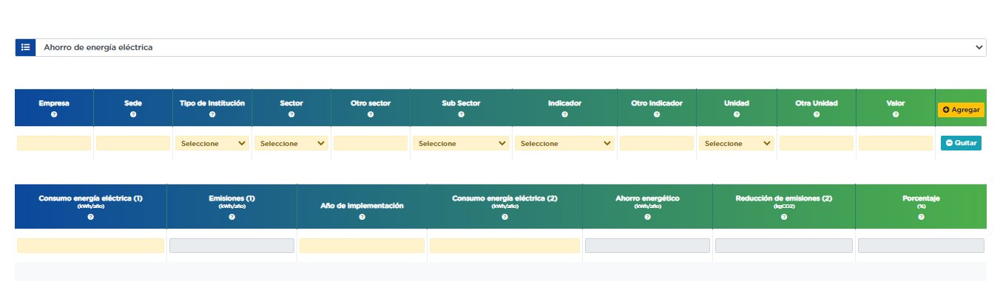 Ahorro de energía eléctrica
Empresa Sede Tipo de Institución Sector Otro sector Sub Sector Indicador Otro Indicador Unidad Otra Unidad Valor Agregar
Seleccione Seleccione Seleccione Seleccione Seleccione Quitar
Consumo energía eléctrica (1) Emisiones (1) Año de implementación Consumo energía eléctrica (2) Ahorro energético Reducción de emisiones (2) Porcentaje
(kWh/año) (kWh/año) (kWh/año) (kWh/año) (kgCO2) (%)